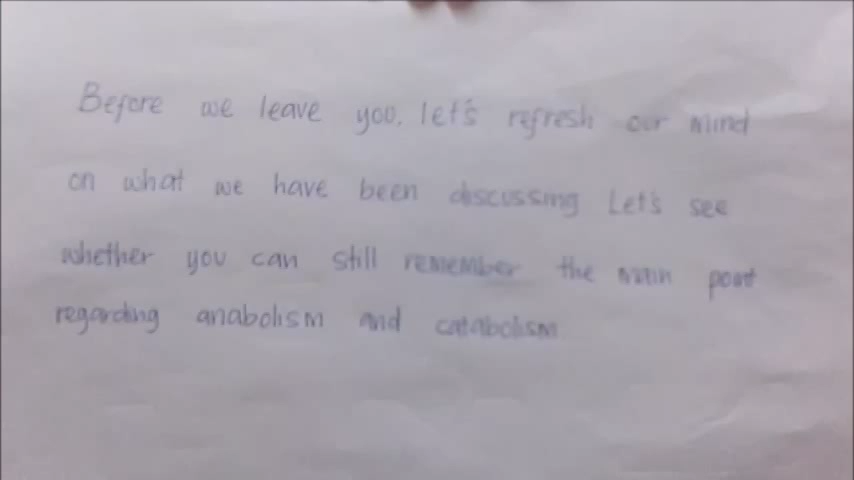 Before we leave you, let's refresh our mind
on what we have been discussing Let's see
whether you can still remember the main point
regarding anabolism and catabolism